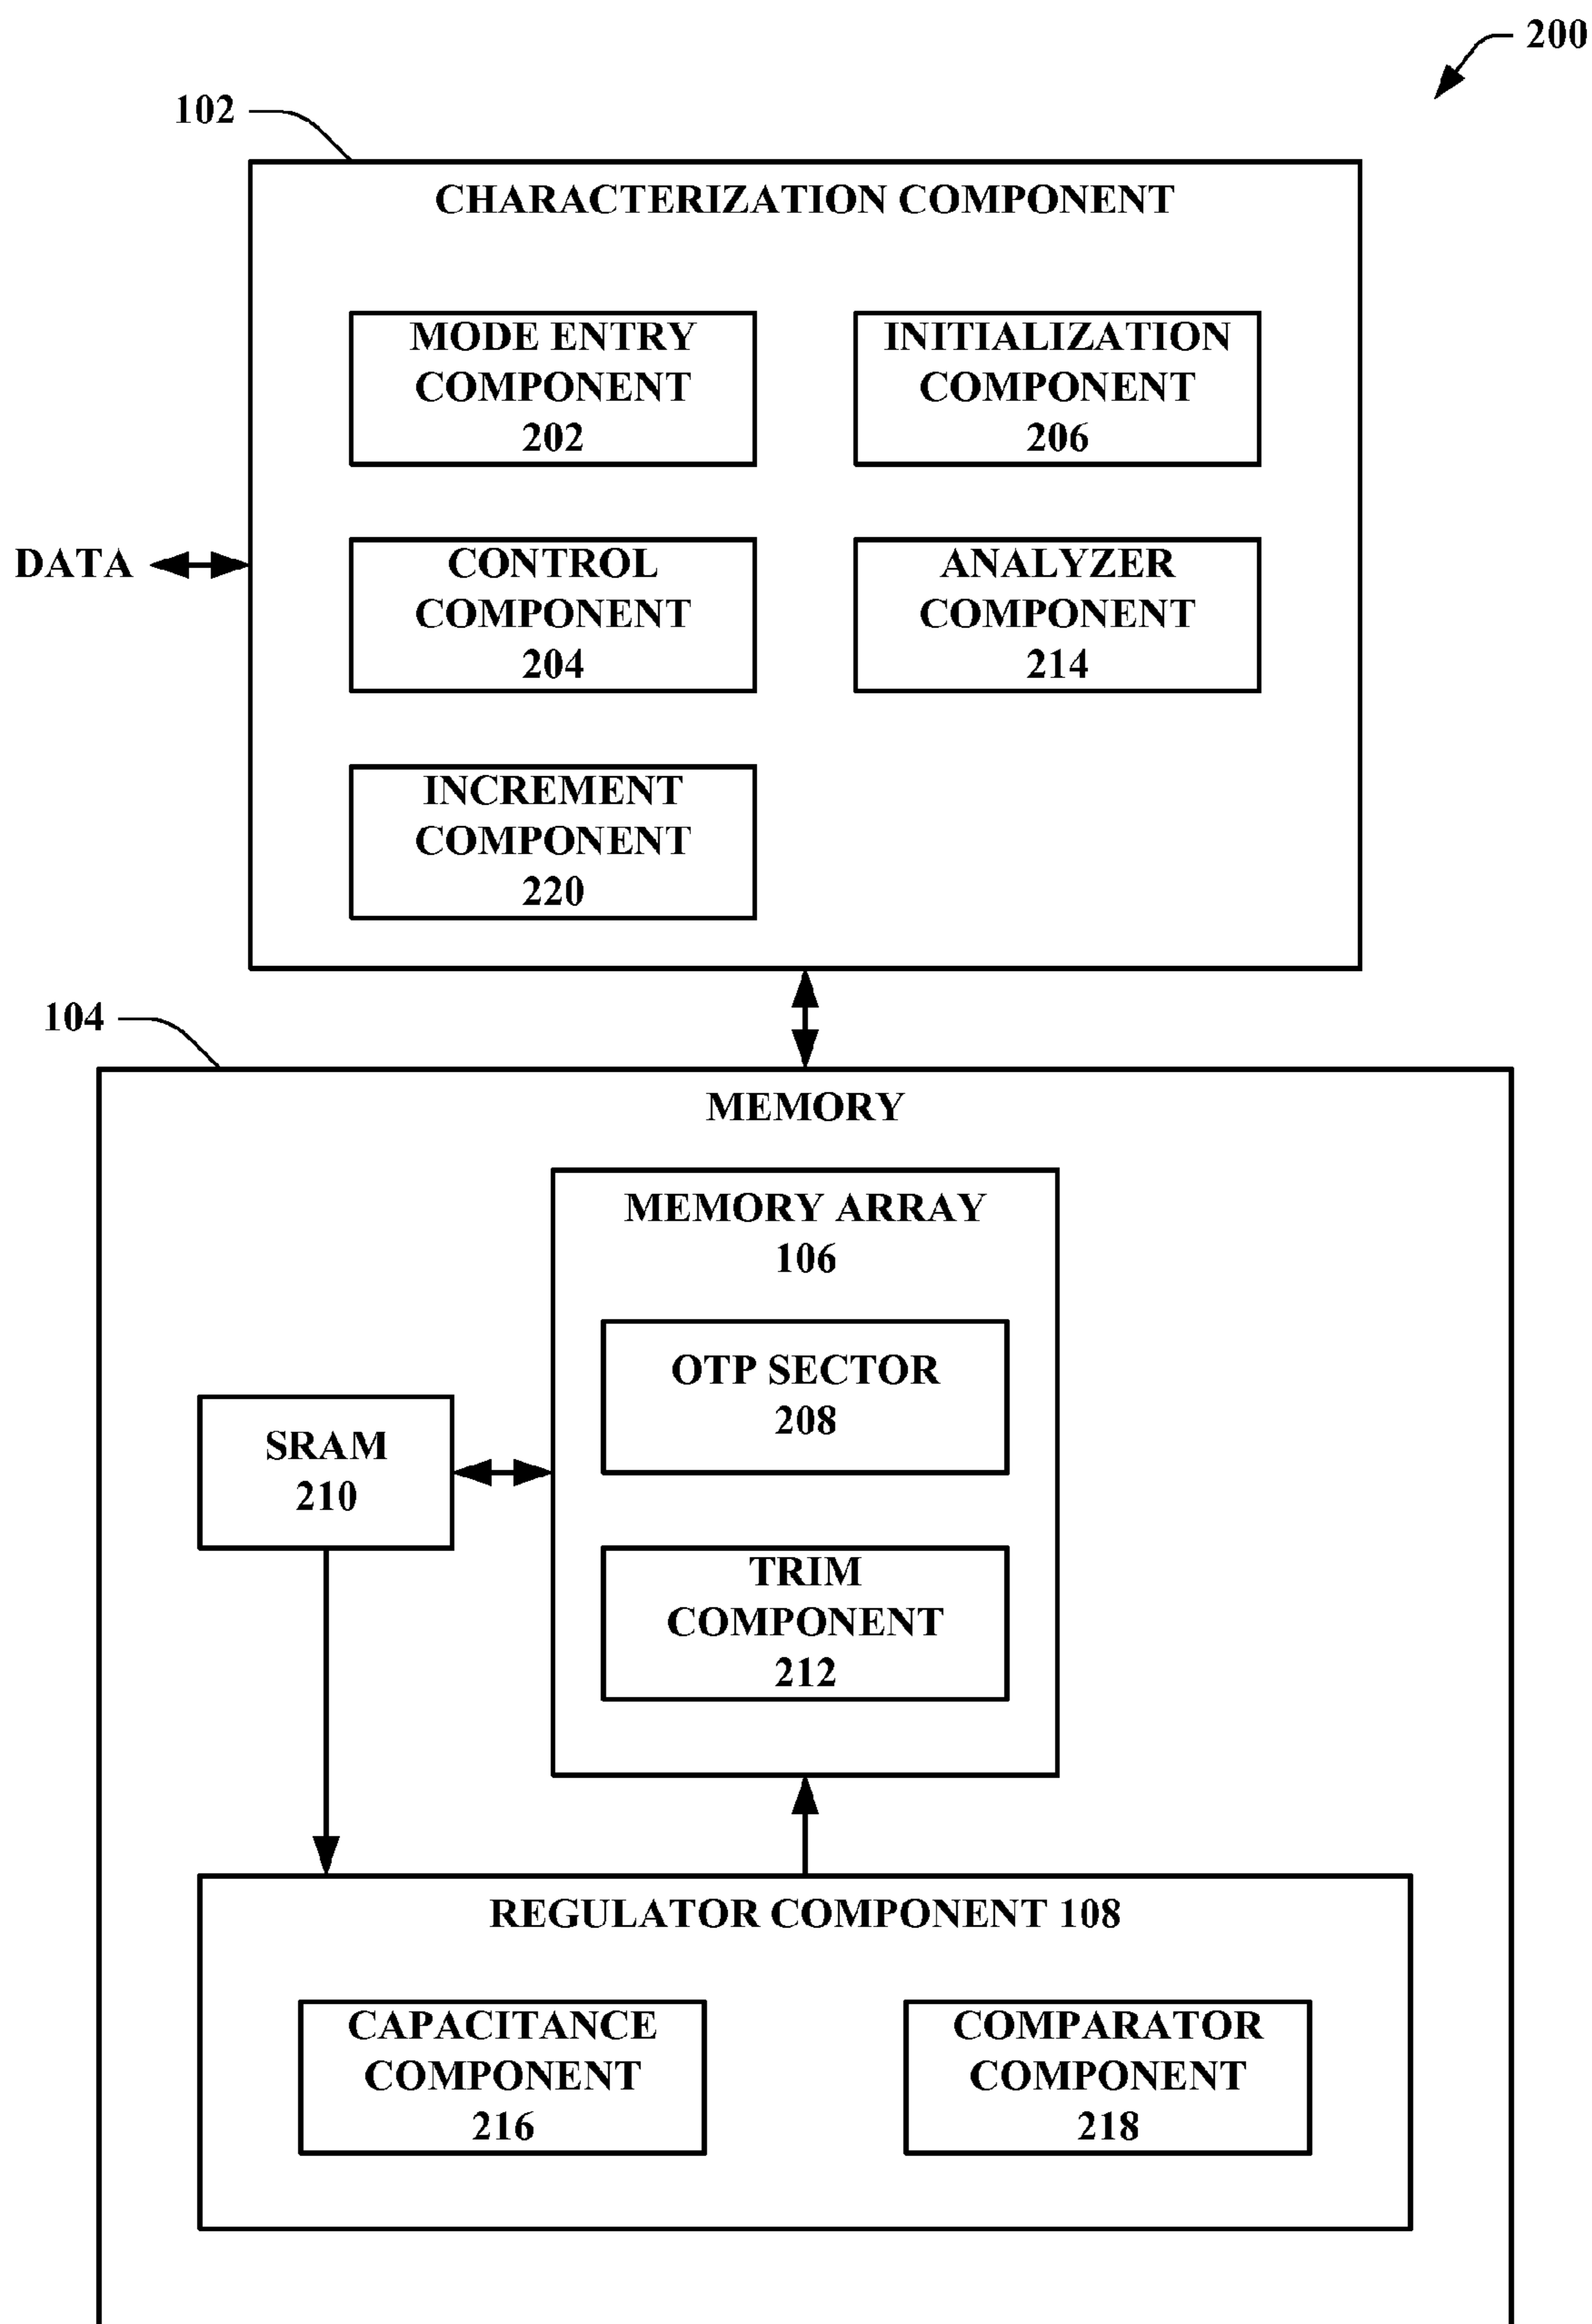 200
102
CHARACTERIZATION COMPONENT
MODE ENTRY
COMPONENT
202
INITIALIZATION
COMPONENT
206
DATA
CONTROL
COMPONENT
204
ANALYZER
COMPONENT
214
INCREMENT
COMPONENT
220
104
MEMORY
MEMORY ARRAY
106
OTP SECTOR
208
SRAM
210
TRIM
COMPONENT
212
REGULATOR COMPONENT 108
CAPACITANCE
COMPONENT
216
COMPARATOR
COMPONENT
218